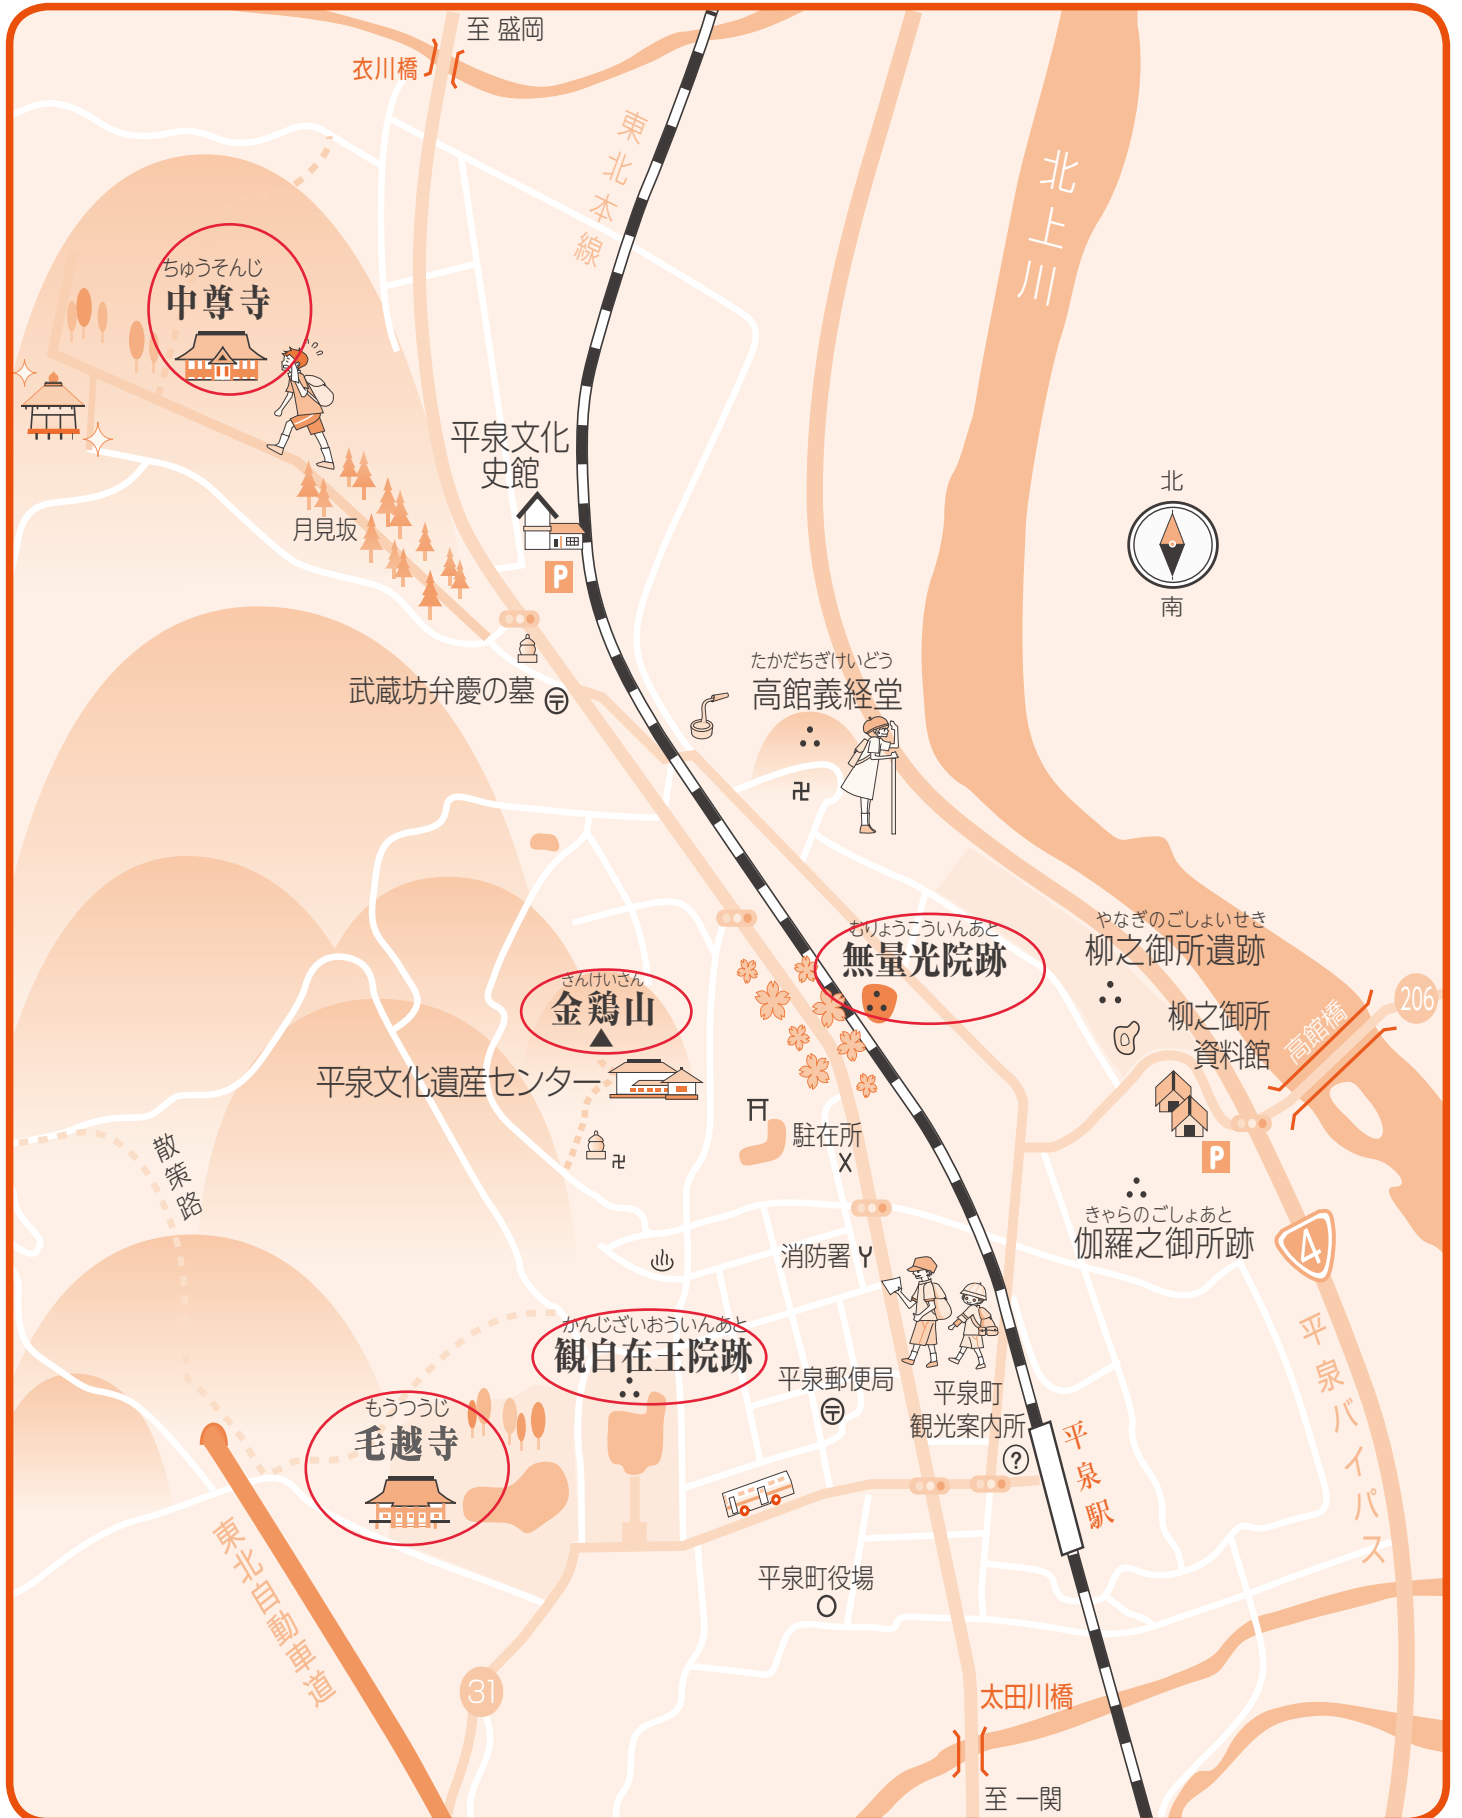 至 盛岡
衣川橋
東北本線
北上川
ちゅうそんじ
中尊寺
平泉文化
史館
P
月見坂
北
南
武蔵坊弁慶の墓
〒
たかだちぎけいどう
高館義経堂
卍
むりょうこういんあと
無量光院跡
やなぎのごしょいせき
柳之御所遺跡
柳之御所
資料館
P
高館橋
206
きんけいさん
金鶏山
平泉文化遺産センター
卍
散策路
駐在所
X
きゃらのごしょあと
伽羅之御所跡
4
平泉バイパス
消防署
かんじざいおういんあと
観自在王院跡
平泉郵便局
〒
平泉町
観光案内所
?
平泉駅
もうつうじ
毛越寺
東北自動車道
平泉町役場
31
太田川橋
至 一関